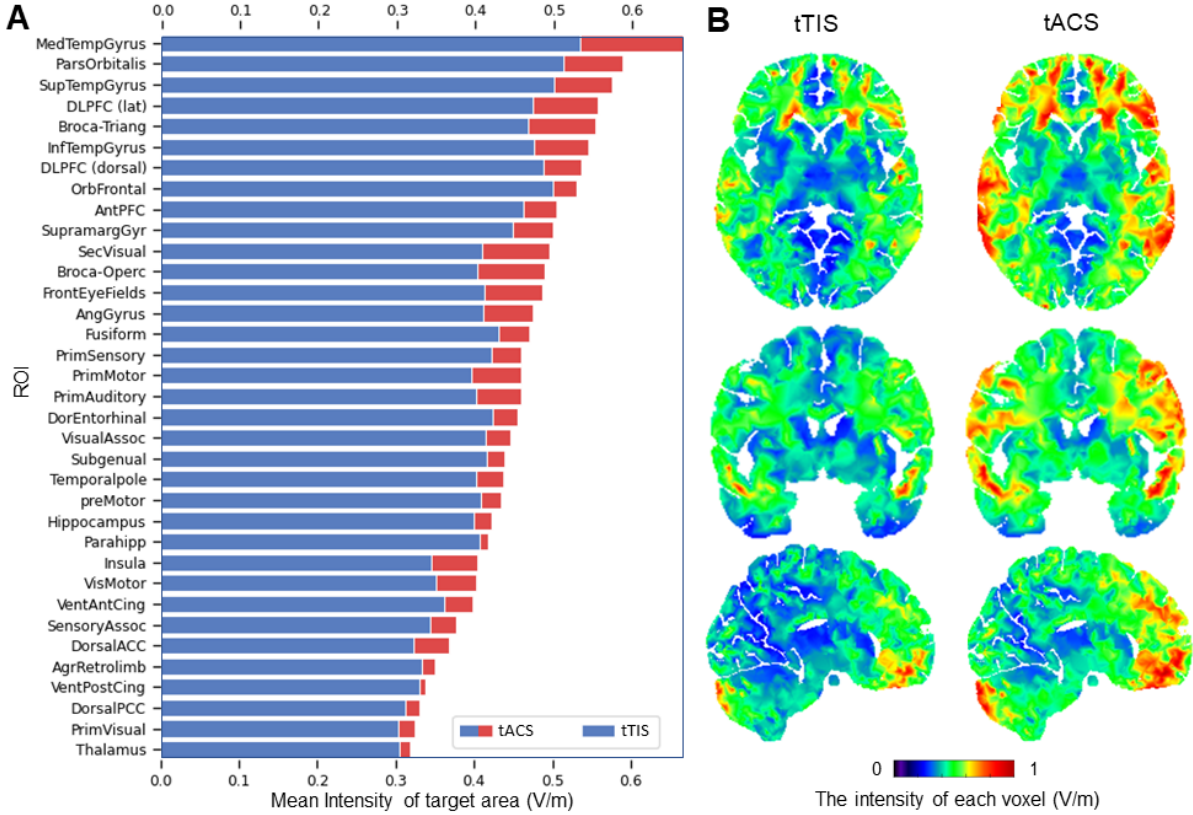 A
0.0 0.1 0.2 0.3 0.4 0.5 0.6
ROI
MedTempGyrus
ParsOrbitalis
SupTempGyrus
DLPFC (lat)
Broca-Triang
InfTempGyrus
DLPFC (dorsal)
OrbFrontal
AntPFC
SupramargGyr
SecVisual
Broca-Operc
FrontEyeFields
AngGyrus
Fusiform
PrimSensory
PrimMotor
PrimAuditory
DorEntorhinal
VisualAssoc
Subgenual
Temporalpole
preMotor
Hippocampus
Parahipp
Insula
VisMotor
VentAntCing
SensoryAssoc
DorsalACC
AgrRetrolimb
VentPostCing
DorsalPCC
PrimVisual
Thalamus
tACS tTIS
0.0 0.1 0.2 0.3 0.4 0.5 0.6
Mean Intensity of target area (V/m)
B
tTIS tACS
0 1
The intensity of each voxel (V/m)